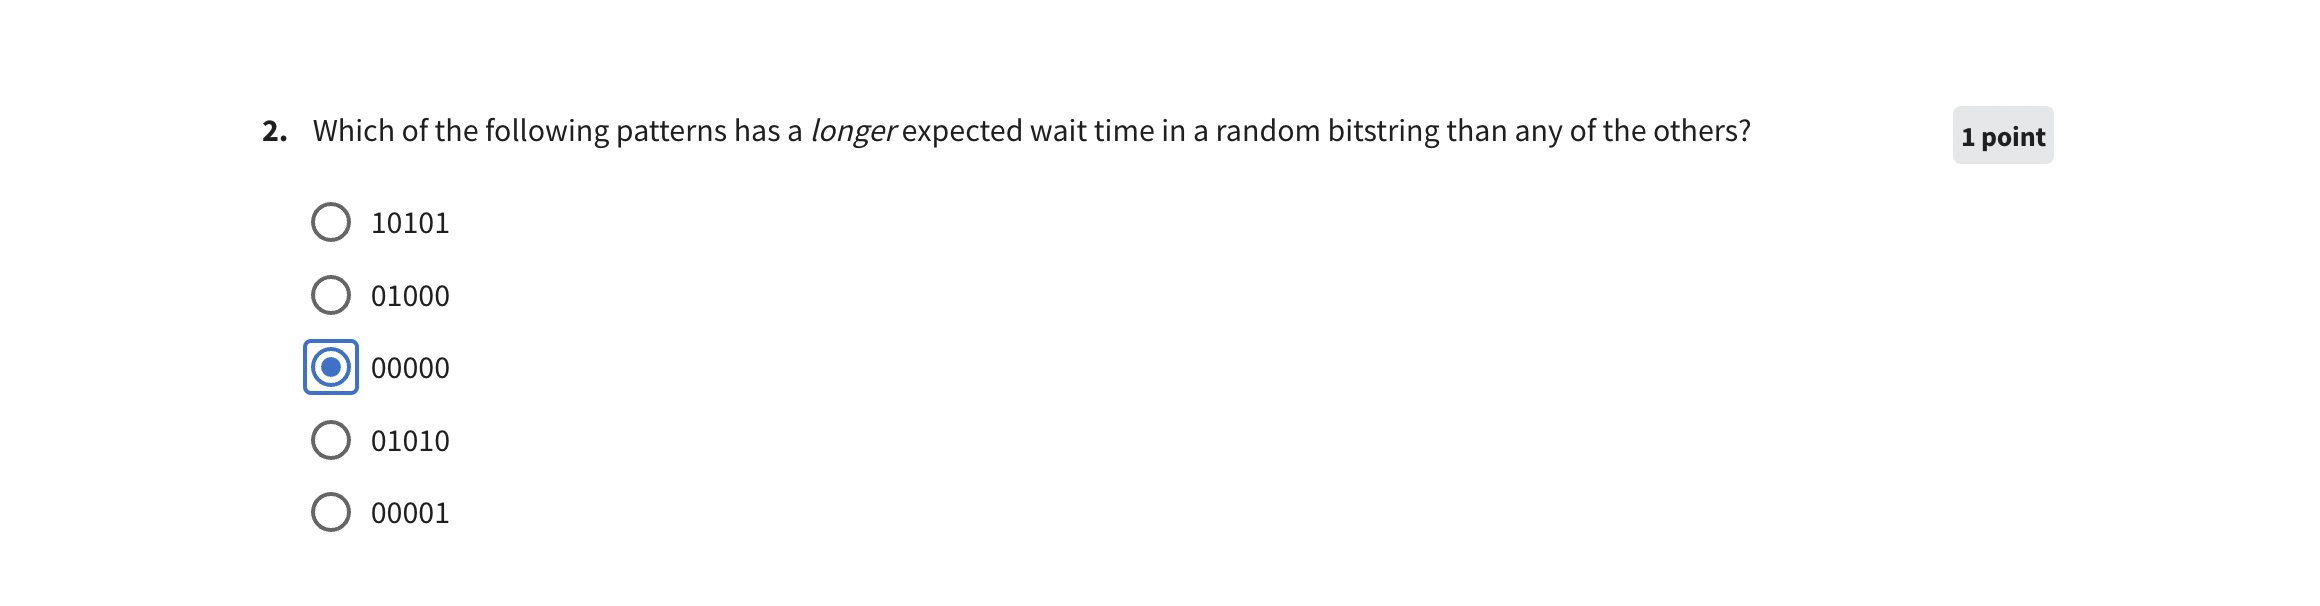 2. Which of the following patterns has a longer expected wait time in a random bitstring than any of the others?
1 point
10101
01000
00000
01010
00001